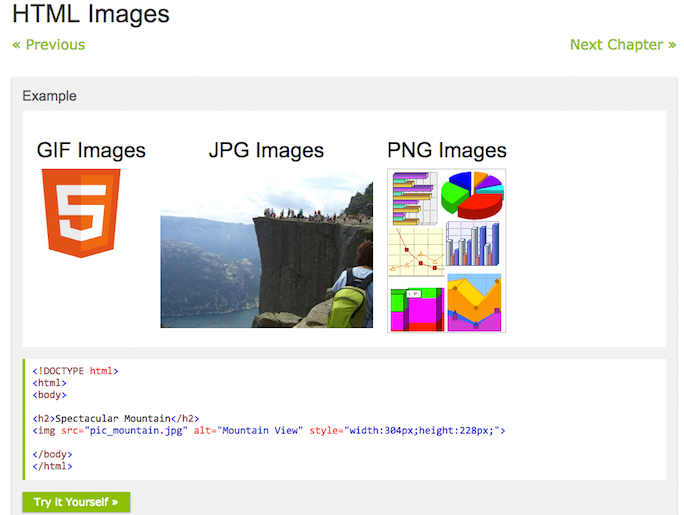 HTML Images
« Previous
Next Chapter »
Example
GIF Images
JPG Images
PNG Images
5
<!DOCTYPE html>
<html>
<body>
<h2>Spectacular Mountain</h2>
<img src="pic_mountain.jpg" alt="Mountain View" style="width:304px;height:228px;">
</body>
</html>
Try it Yourself »